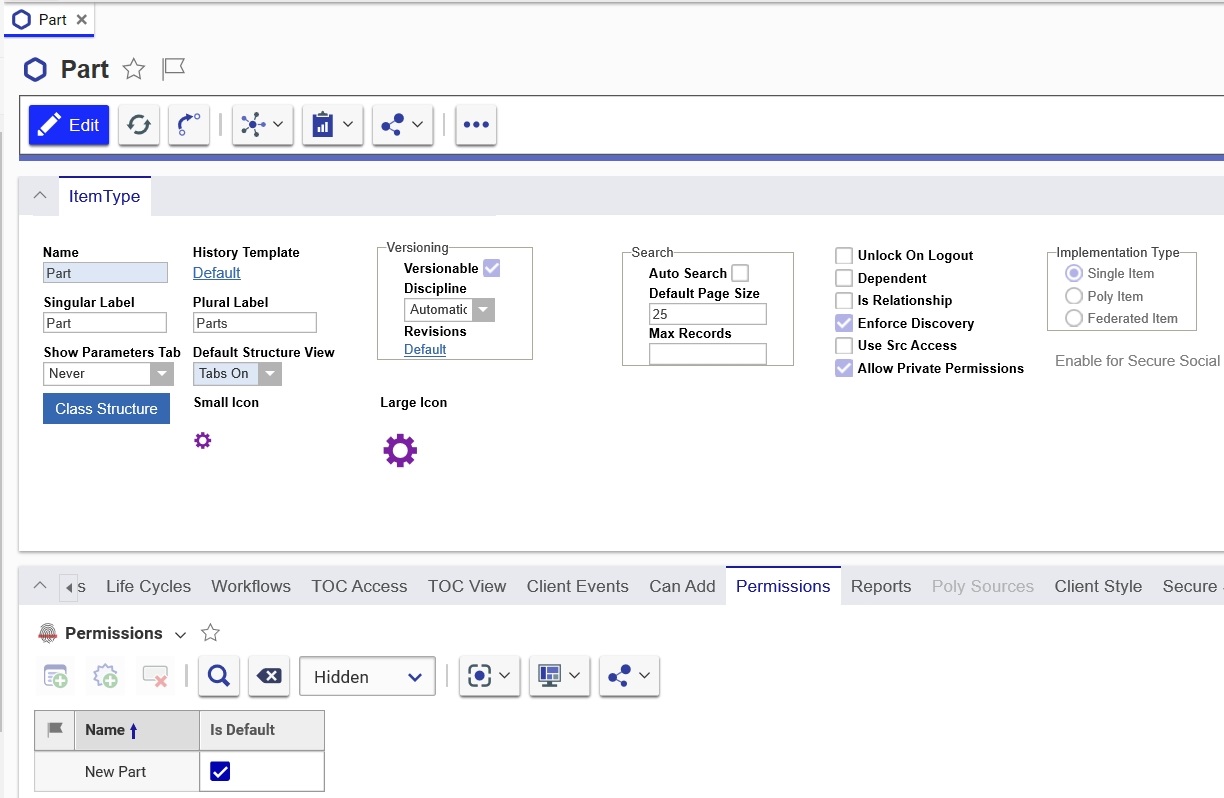 Part
Part
Edit
ItemType
Name
History Template
Versioning
Search
Implementation Type
Part
Default
Versionable
Discipline
Automatic
Revisions
Default
Auto Search
Default Page Size
25
Max Records
Unlock On Logout
Dependent
Is Relationship
Enforce Discovery
Use Src Access
Allow Private Permissions
Single Item
Poly Item
Federated Item
Enable for Secure Social
Singular Label
Plural Label
Part
Parts
Show Parameters Tab
Default Structure View
Never
Tabs On
Class Structure
Small Icon
Large Icon
s Life Cycles Workflows TOC Access TOC View Client Events Can Add Permissions Reports Poly Sources Client Style Secure
Permissions
Hidden
Name Is Default
New Part